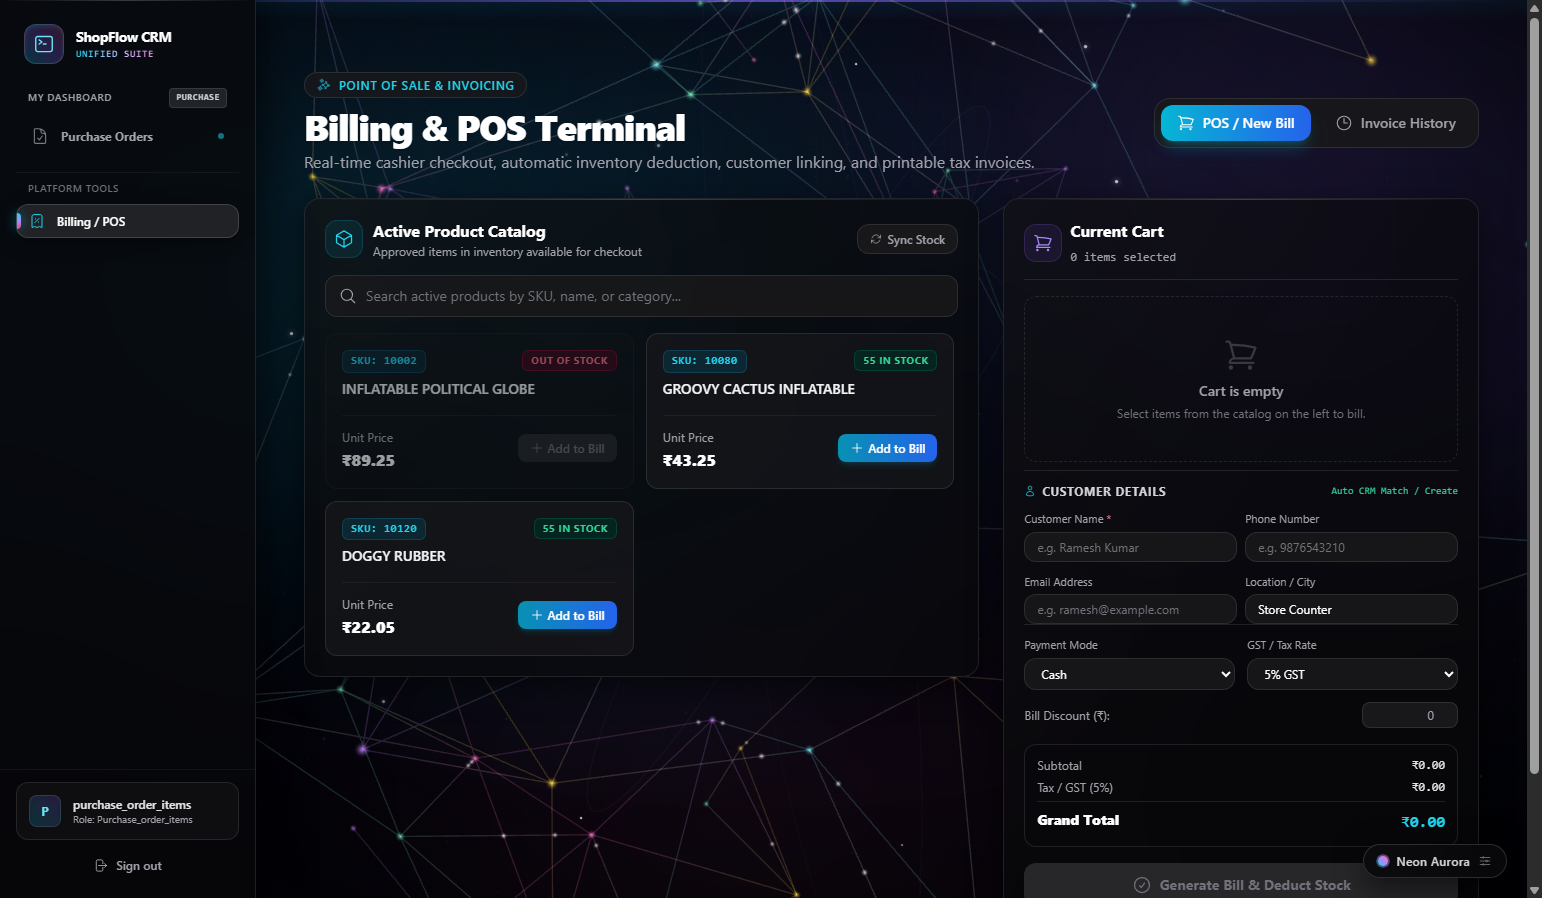 ShopFlow CRM
UNIFIED SUITE
MY DASHBOARD PURCHASE
Purchase Orders
PLATFORM TOOLS
Billing / POS
purchase_order_items
P
Role: Purchase_order_items
Sign out
POINT OF SALE & INVOICING
Billing & POS Terminal
Real-time cashier checkout, automatic inventory deduction, customer linking, and printable tax invoices.
POS / New Bill
Invoice History
Active Product Catalog
Approved items in inventory available for checkout
Sync Stock
Search active products by SKU, name, or category...
SKU: 10002 OUT OF STOCK
INFLATABLE POLITICAL GLOBE
Unit Price
₹89.25
+ Add to Bill
SKU: 10080 55 IN STOCK
GROOVY CACTUS INFLATABLE
Unit Price
₹43.25
+ Add to Bill
SKU: 10120 55 IN STOCK
DOGGY RUBBER
Unit Price
₹22.05
+ Add to Bill
Current Cart
0 items selected
Cart is empty
Select items from the catalog on the left to bill.
CUSTOMER DETAILS Auto CRM Match / Create
Customer Name * Phone Number
e.g. Ramesh Kumar e.g. 9876543210
Email Address Location / City
e.g. ramesh@example.com Store Counter
Payment Mode GST / Tax Rate
Cash 5% GST
Bill Discount (₹): 0
Subtotal ₹0.00
Tax / GST (5%) ₹0.00
Grand Total ₹0.00
Neon Aurora
Generate Bill & Deduct Stock